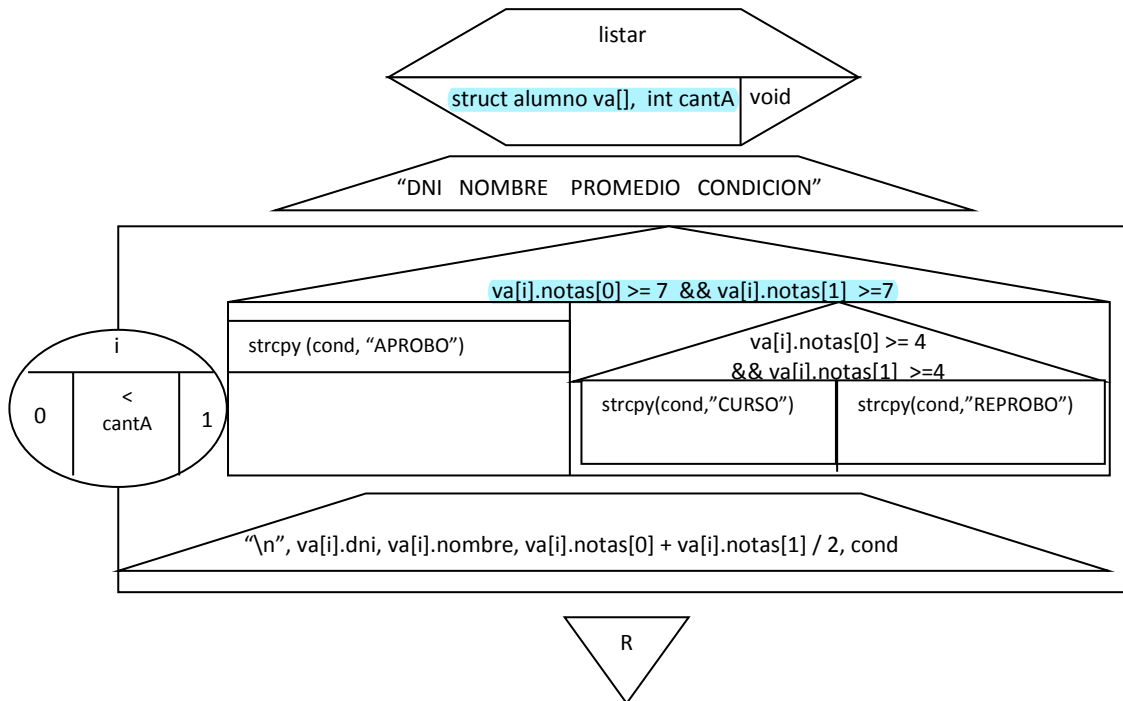 listar
struct alumno va[], int cantA void
“DNI NOMBRE PROMEDIO CONDICION”
va[i].notas[0] >= 7 && va[i].notas[1] >=7
i
0
<
cantA
1
strcpy (cond, “APROBO”)
va[i].notas[0] >= 4
&& va[i].notas[1] >=4
strcpy(cond,”CURSO”)
strcpy(cond,”REPROBO”)
“\n”, va[i].dni, va[i].nombre, va[i].notas[0] + va[i].notas[1] / 2, cond
R